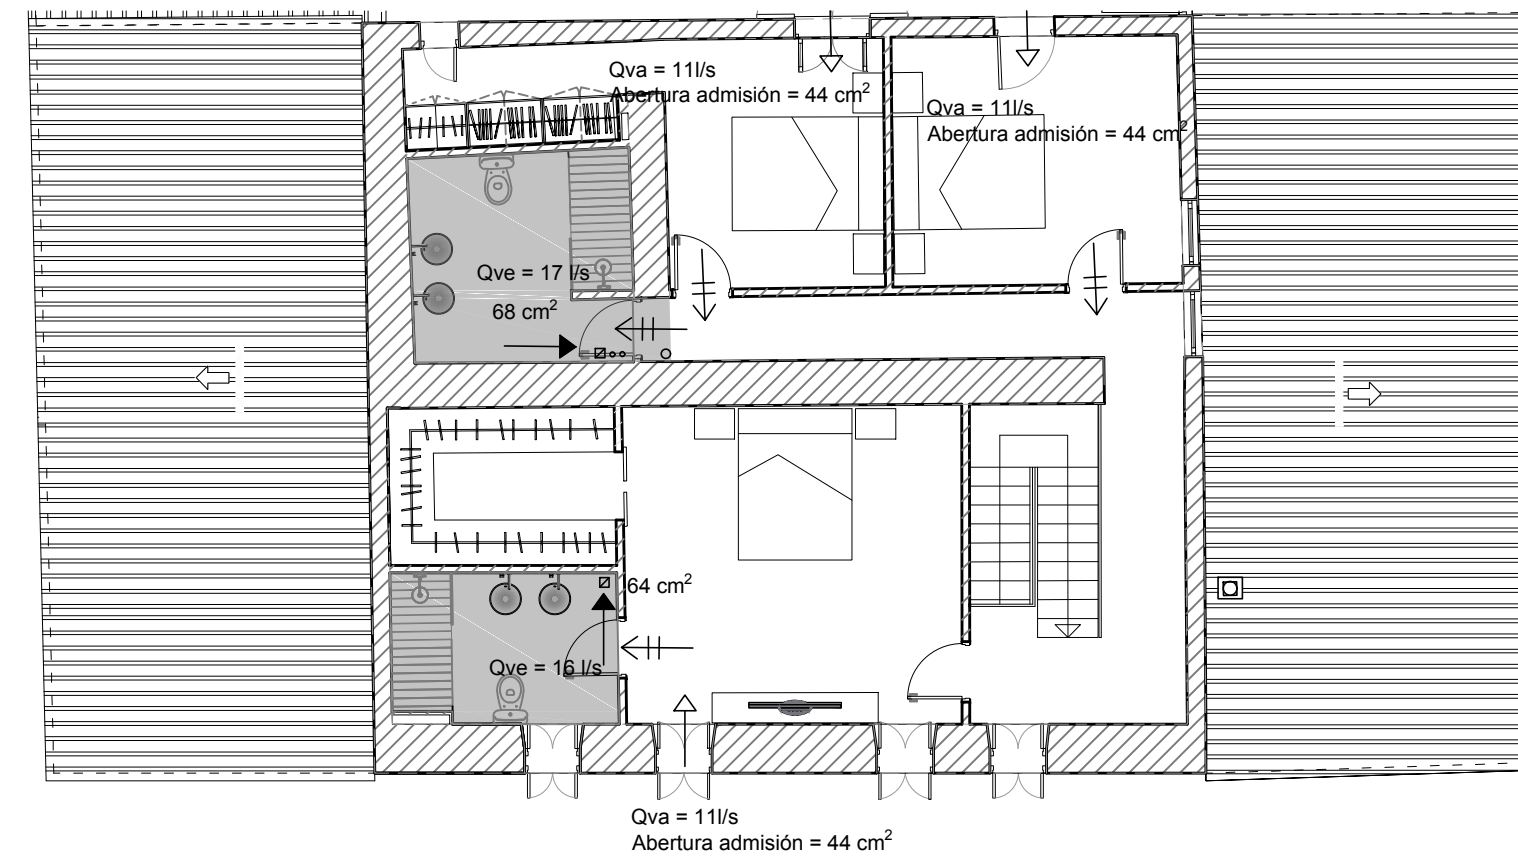 Qva = 11l/s
Abertura admisión = 44 cm²
Qva = 11l/s
Abertura admisión = 44 cm²
Qve = 17 l/s
68 cm²
64 cm²
Qve = 16 l/s
Qva = 11l/s
Abertura admisión = 44 cm²